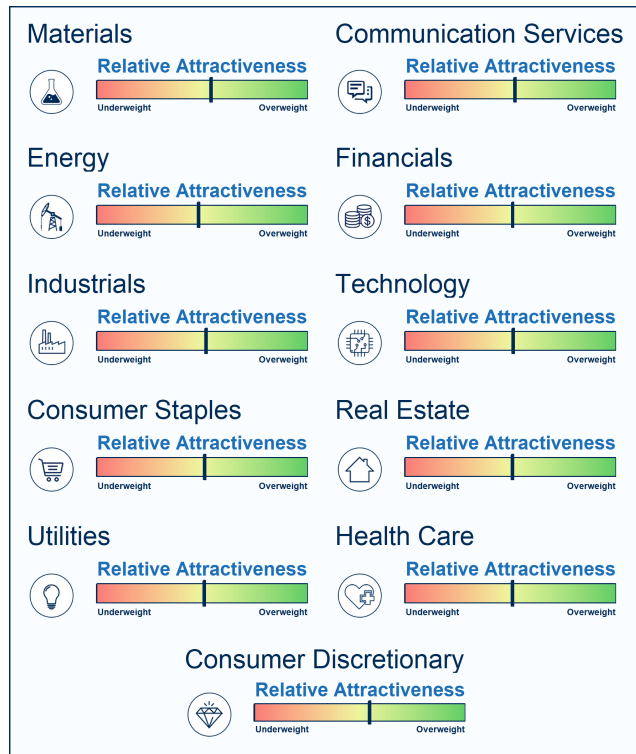 Materials
Relative Attractiveness
Underweight Overweight
Communication Services
Relative Attractiveness
Underweight Overweight
Energy
Relative Attractiveness
Underweight Overweight
Financials
Relative Attractiveness
Underweight Overweight
Industrials
Relative Attractiveness
Underweight Overweight
Technology
Relative Attractiveness
Underweight Overweight
Consumer Staples
Relative Attractiveness
Underweight Overweight
Real Estate
Relative Attractiveness
Underweight Overweight
Utilities
Relative Attractiveness
Underweight Overweight
Health Care
Relative Attractiveness
Underweight Overweight
Consumer Discretionary
Relative Attractiveness
Underweight Overweight